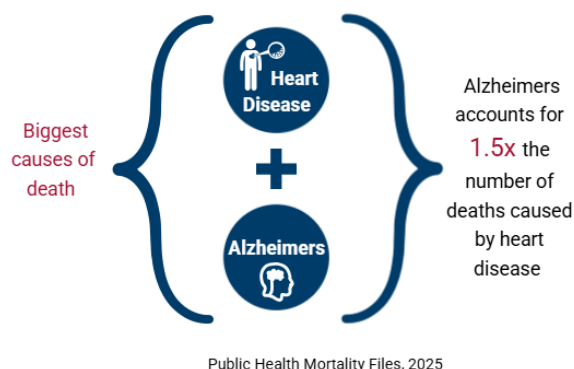 Biggest
causes of
death
Heart
Disease
Alzheimers
Alzheimers
accounts for
1.5x the
number of
deaths caused
by heart
disease
Public Health Mortality Files, 2025